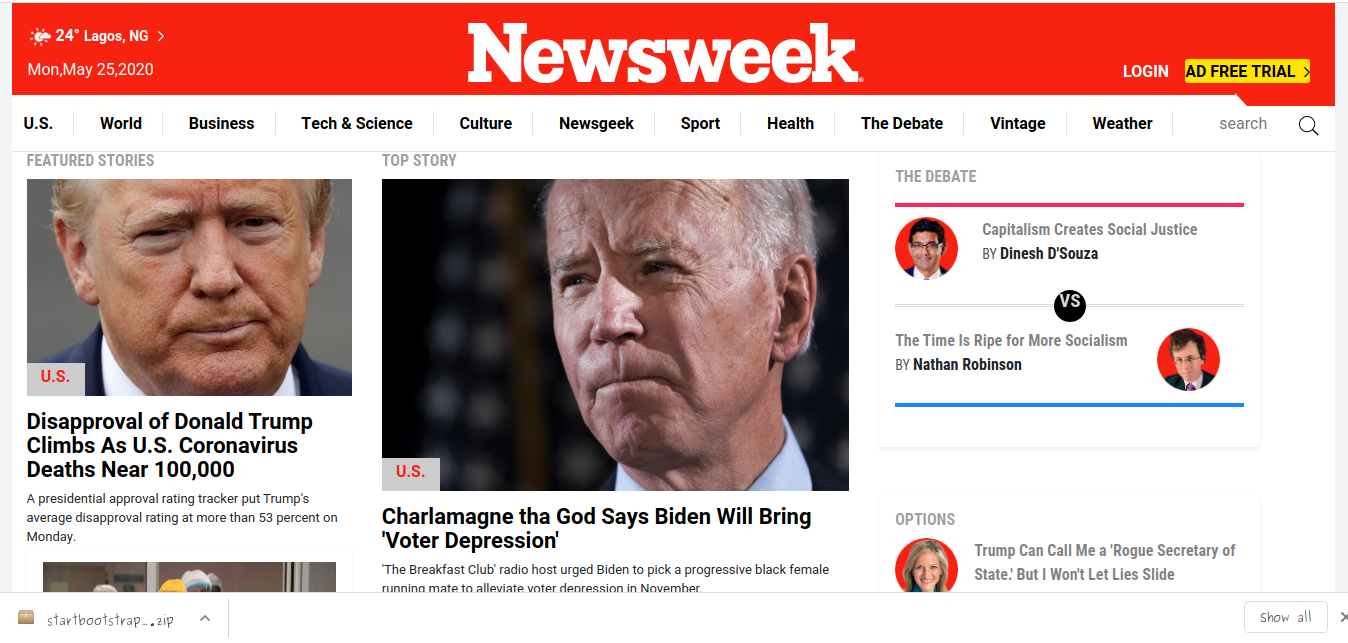 24° Lagos, NG
Mon,May 25,2020
Newsweek
LOGIN
AD FREE TRIAL
U.S.
World
Business
Tech & Science
Culture
Newsgeek
Sport
Health
The Debate
Vintage
Weather
search
FEATURED STORIES
U.S.
Disapproval of Donald Trump
Climbs As U.S. Coronavirus
Deaths Near 100,000
A presidential approval rating tracker put Trump's
average disapproval rating at more than 53 percent on
Monday.
TOP STORY
U.S.
Charlamagne tha God Says Biden Will Bring
'Voter Depression'
'The Breakfast Club' radio host urged Biden to pick a progressive black female
running mate to alleviate voter depression in November.
THE DEBATE
Capitalism Creates Social Justice
BY Dinesh D'Souza
VS
The Time Is Ripe for More Socialism
BY Nathan Robinson
OPTIONS
Trump Can Call Me a 'Rogue Secretary of
State.' But I Won't Let Lies Slide
startbootstrap....zip
Show all